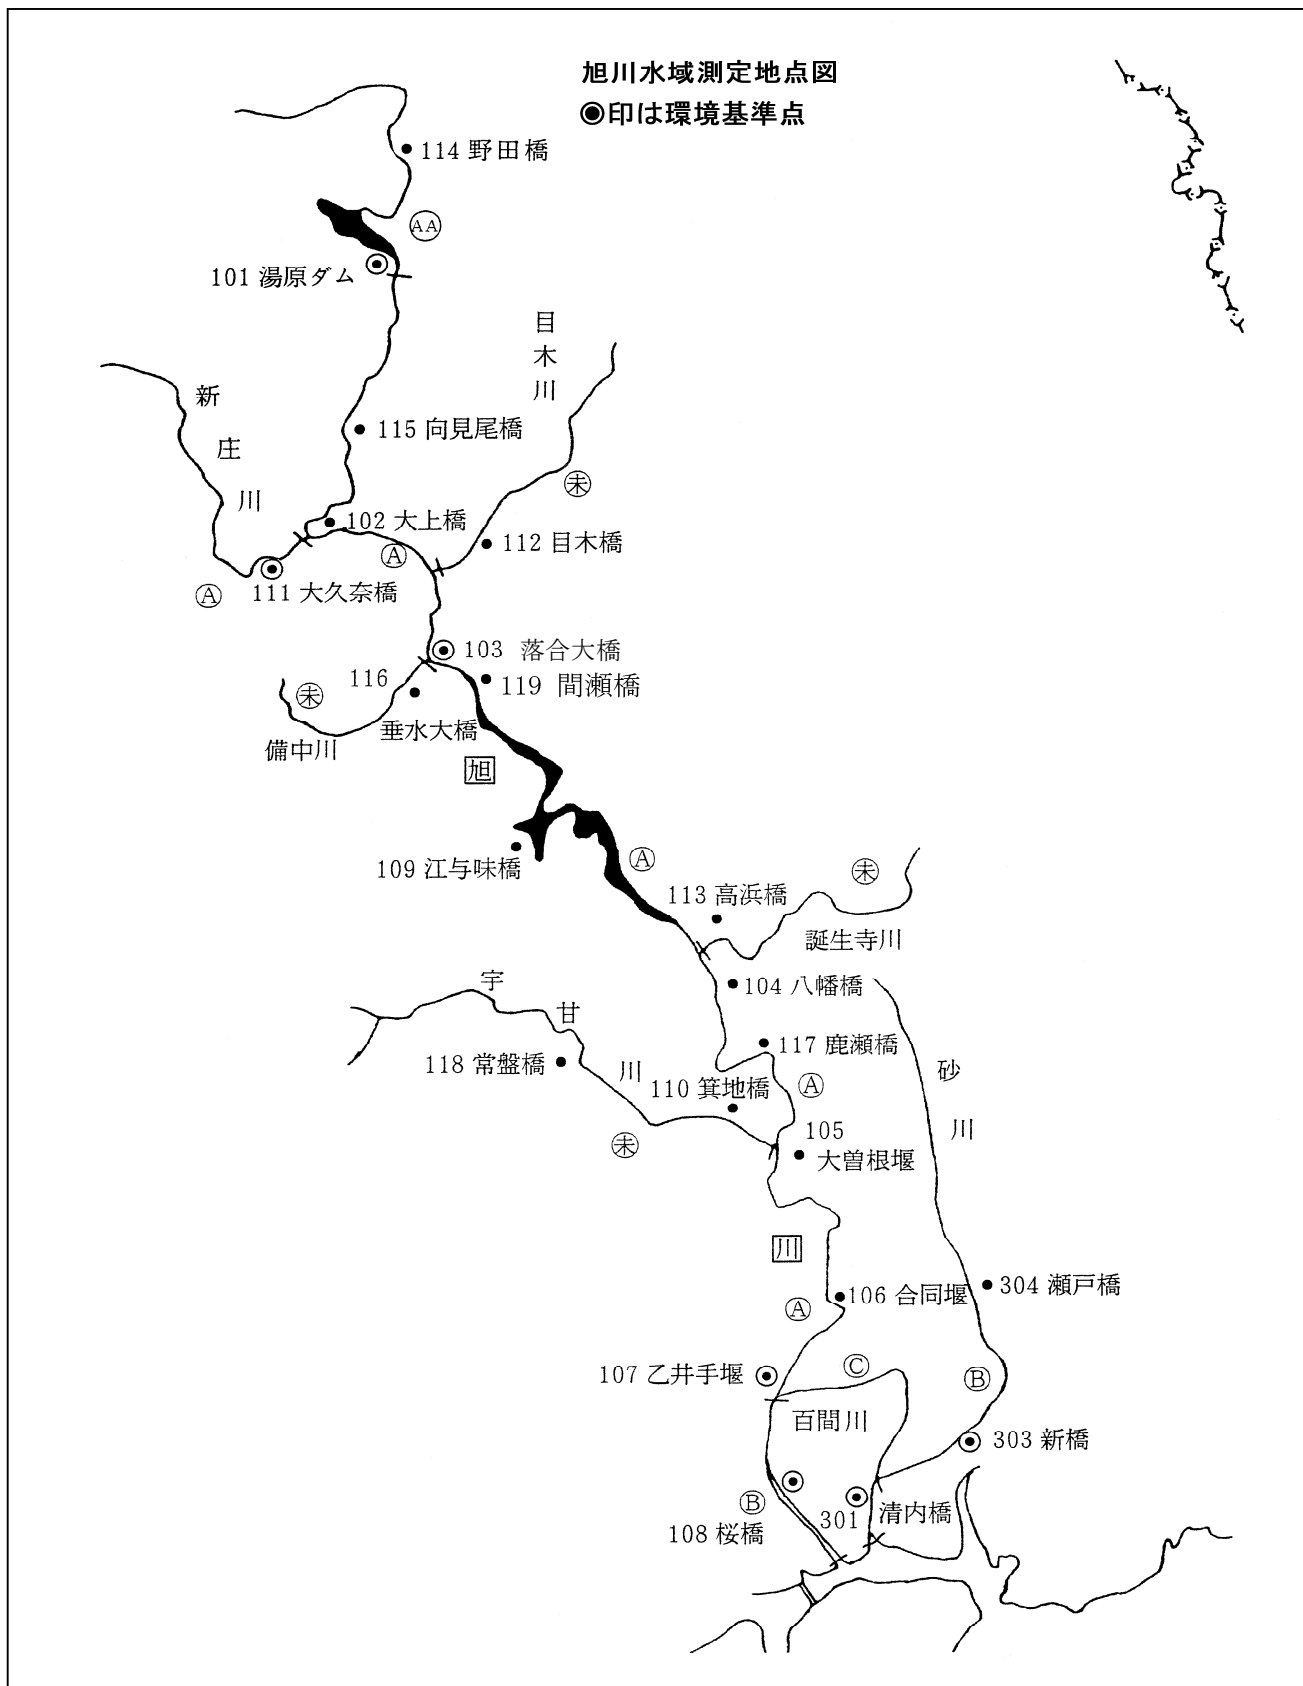 旭川水域測定地点図
◉印は環境基準点
114 野田橋
AA
101 湯原ダム
目木川
新庄川
115 向見尾橋
未
102 大上橋
112 目木橋
A
A
111 大久奈橋
103 落合大橋
116
119 間瀬橋
未
垂水大橋
備中川
旭
109 江与味橋
A
未
113 高浜橋
誕生寺川
宇甘川
104 八幡橋
117 鹿瀬橋
118 常盤橋
砂川
110 箕地橋
A
105
未
大曽根堰
川
106 合同堰
304 瀬戸橋
A
107 乙井手堰
C
B
百間川
303 新橋
B
301
清内橋
108 桜橋